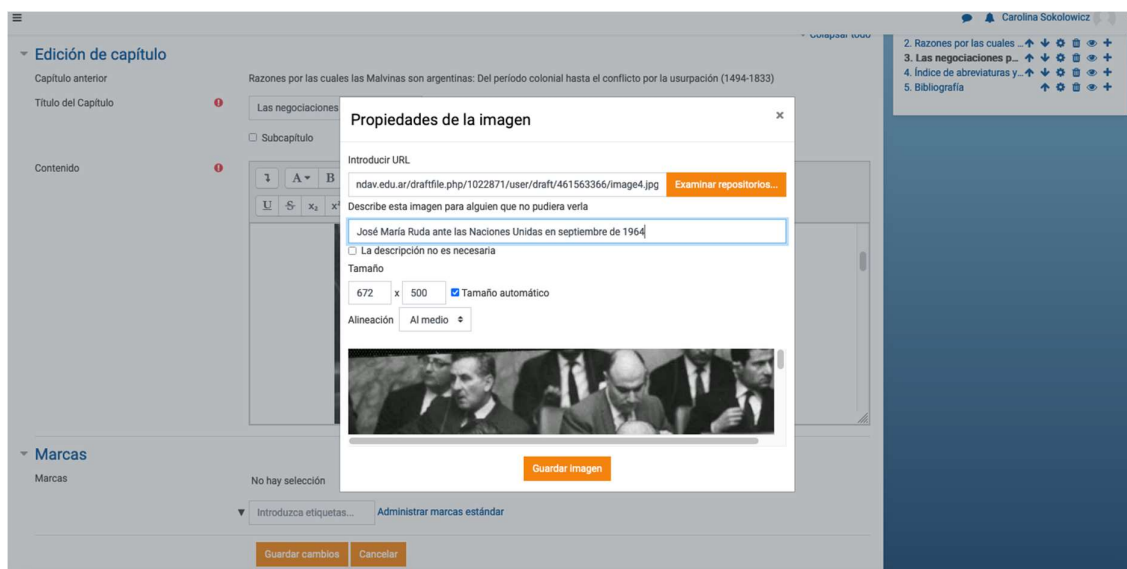 Carolina Sokolowicz
Colapsar todo
Edición de capítulo
Capítulo anterior
Razones por las cuales las Malvinas son argentinas: Del período colonial hasta el conflicto por la usurpación (1494-1833)
Título del Capítulo
Las negociaciones
Subcapítulo
Contenido
A
B
U
S
x₂
x
Propiedades de la imagen
×
Introducir URL
ndav.edu.ar/draftfile.php/1022871/user/draft/461563366/image4.jpg
Examinar repositorios...
Describe esta imagen para alguien que no pudiera verla
José María Ruda ante las Naciones Unidas en septiembre de 1964
La descripción no es necesaria
Tamaño
672 x 500 Tamaño automático
Alineación Al medio
Guardar imagen
Marcas
Marcas
No hay selección
Introduzca etiquetas...
Administrar marcas estándar
Guardar cambios
Cancelar
2. Razones por las cuales ...
3. Las negociaciones p...
4. Índice de abreviaturas y...
5. Bibliografía